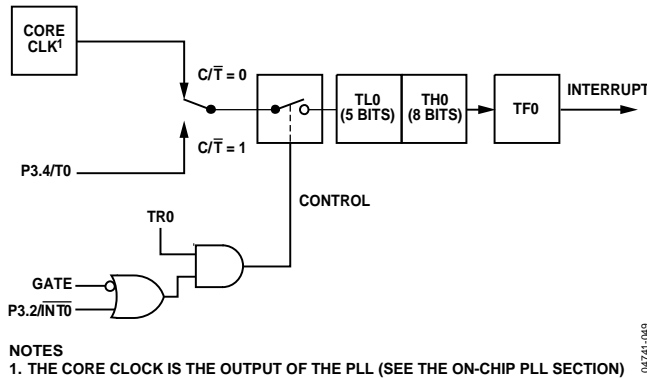 CORE
CLK¹
C/T̅ = 0
C/T̅ = 1
P3.4/T0
TL0
(5 BITS)
TH0
(8 BITS)
TF0
INTERRUPT
CONTROL
TR0
GATE
P3.2/I̅N̅T̅0̅
NOTES
1. THE CORE CLOCK IS THE OUTPUT OF THE PLL (SEE THE ON-CHIP PLL SECTION)
04741-049